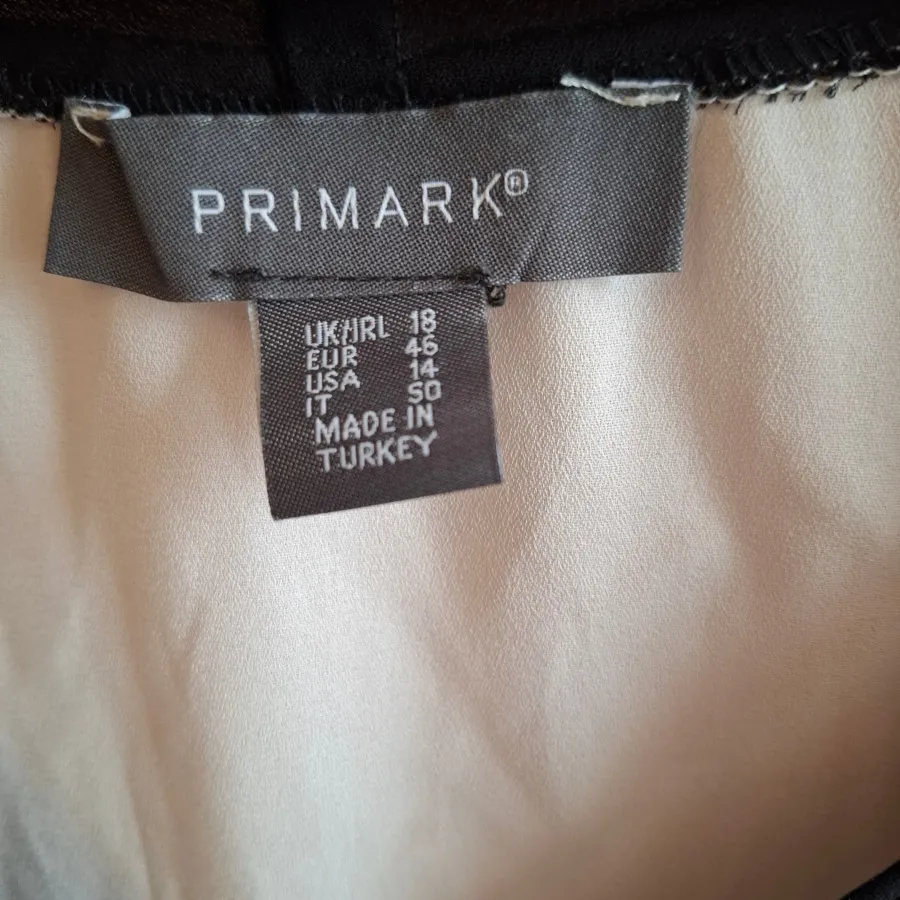 PRIMARK®
UK/IRL 18
EUR 46
USA 14
IT 50
MADE IN
TURKEY